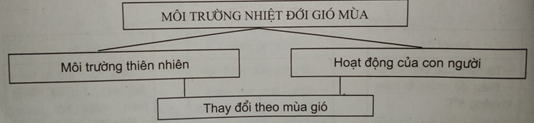 MÔI TRƯỜNG NHIỆT ĐỚI GIÓ MÙA
Môi trường thiên nhiên
Hoạt động của con người
Thay đổi theo mùa gió